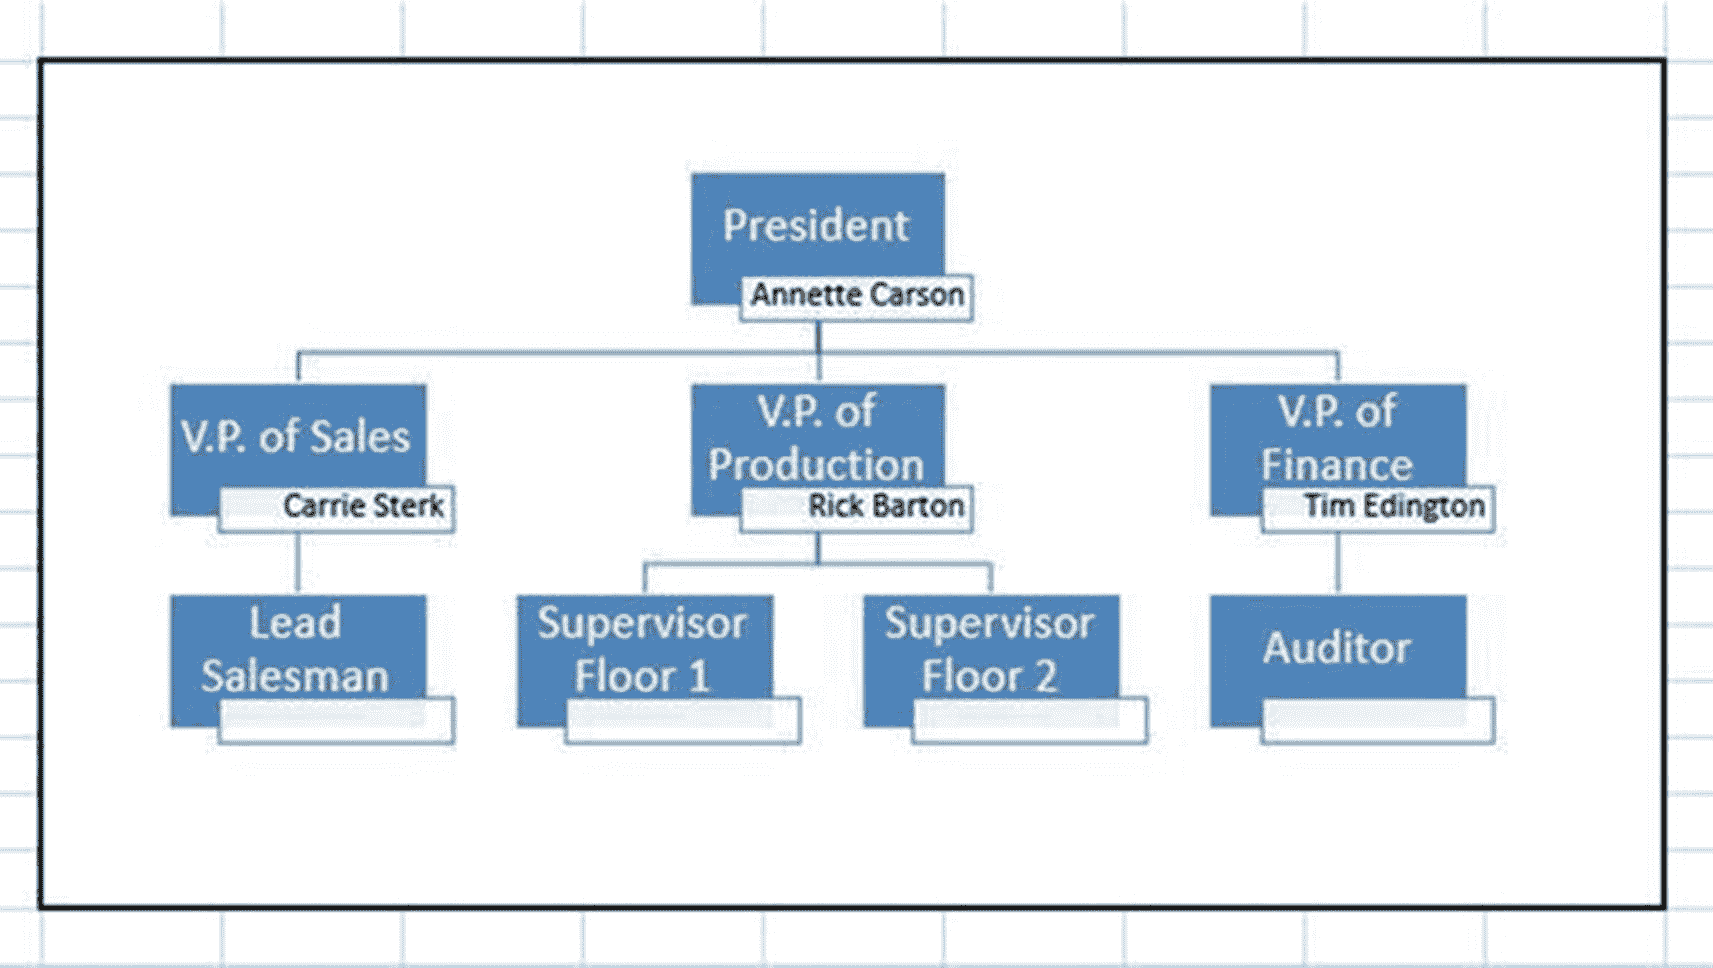 President
Annette Carson
V.P. of Sales
Carrie Sterk
V.P. of
Production
Rick Barton
V.P. of
Finance
Tim Edington
Lead
Salesman
Supervisor
Floor 1
Supervisor
Floor 2
Auditor